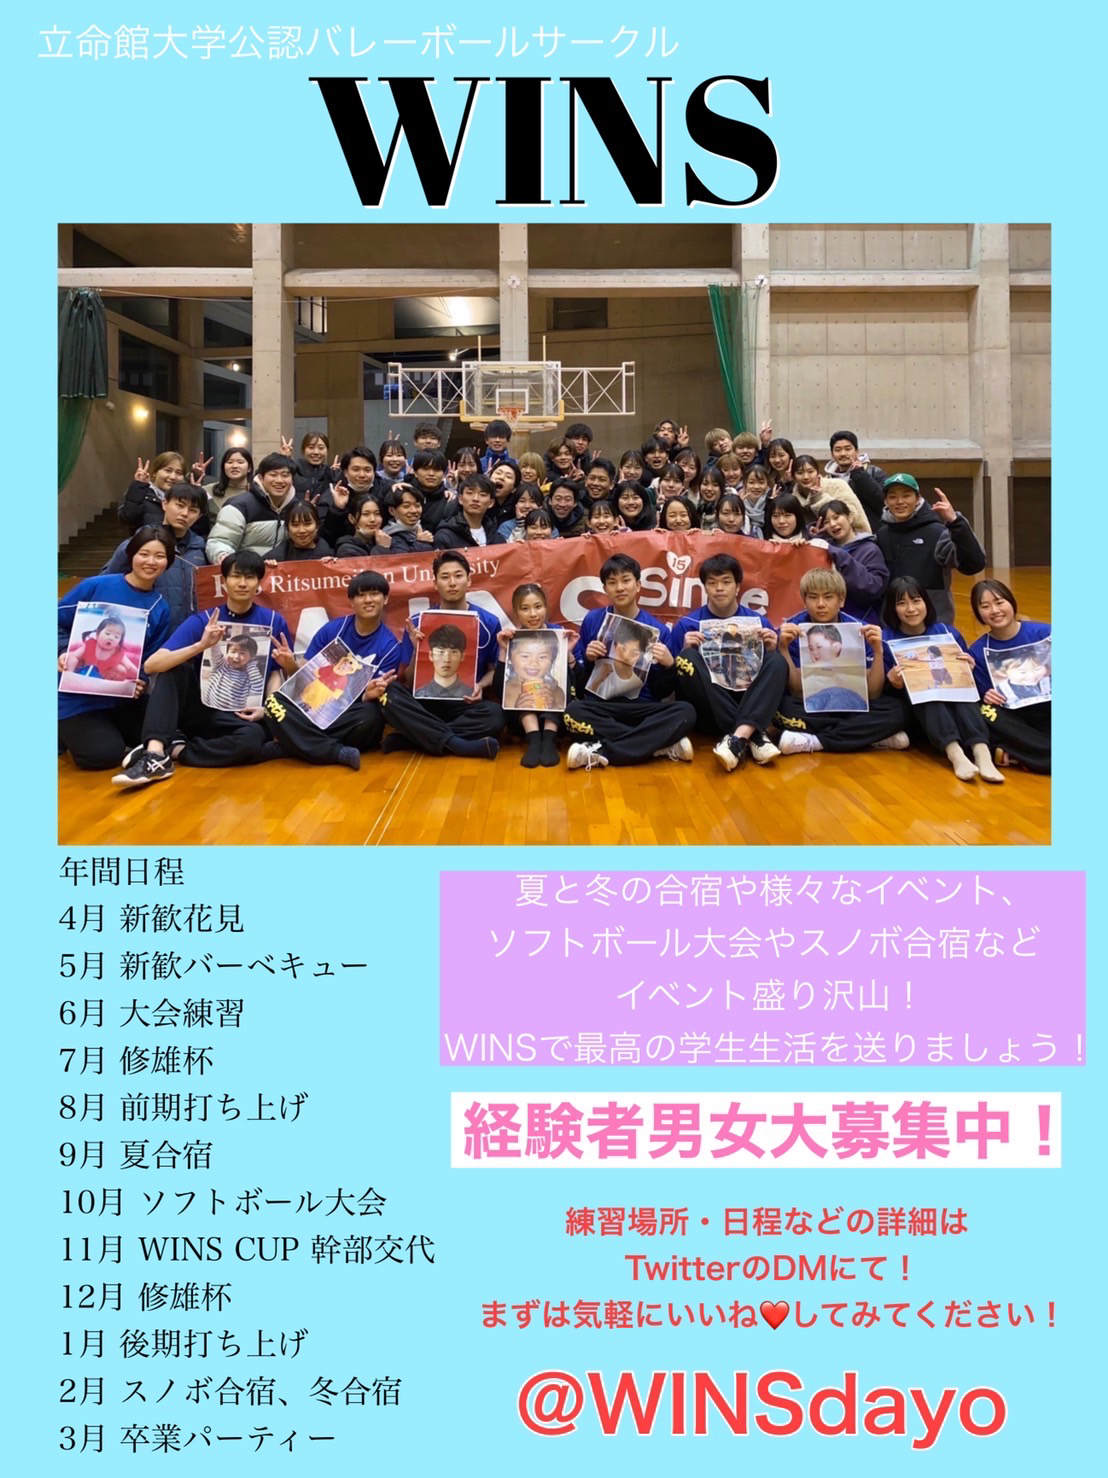 立命館大学公認バレーボールサークル
WINS
Ritsumei
University
15
Since
年間日程
4月 新歓花見
5月 新歓バーベキュー
6月 大会練習
7月 修雄杯
8月 前期打ち上げ
9月 夏合宿
10月 ソフトボール大会
11月 WINS CUP 幹部交代
12月 修雄杯
1月 後期打ち上げ
2月 スノボ合宿、冬合宿
3月 卒業パーティー
夏と冬の合宿や様々なイベント、
ソフトボール大会やスノボ合宿など
イベント盛り沢山！
WINSで最高の学生生活を送りましょう！
経験者男女大募集中！
練習場所・日程などの詳細は
TwitterのDMにて！
まずは気軽にいいね❤️してみてください！
@WINSdayo